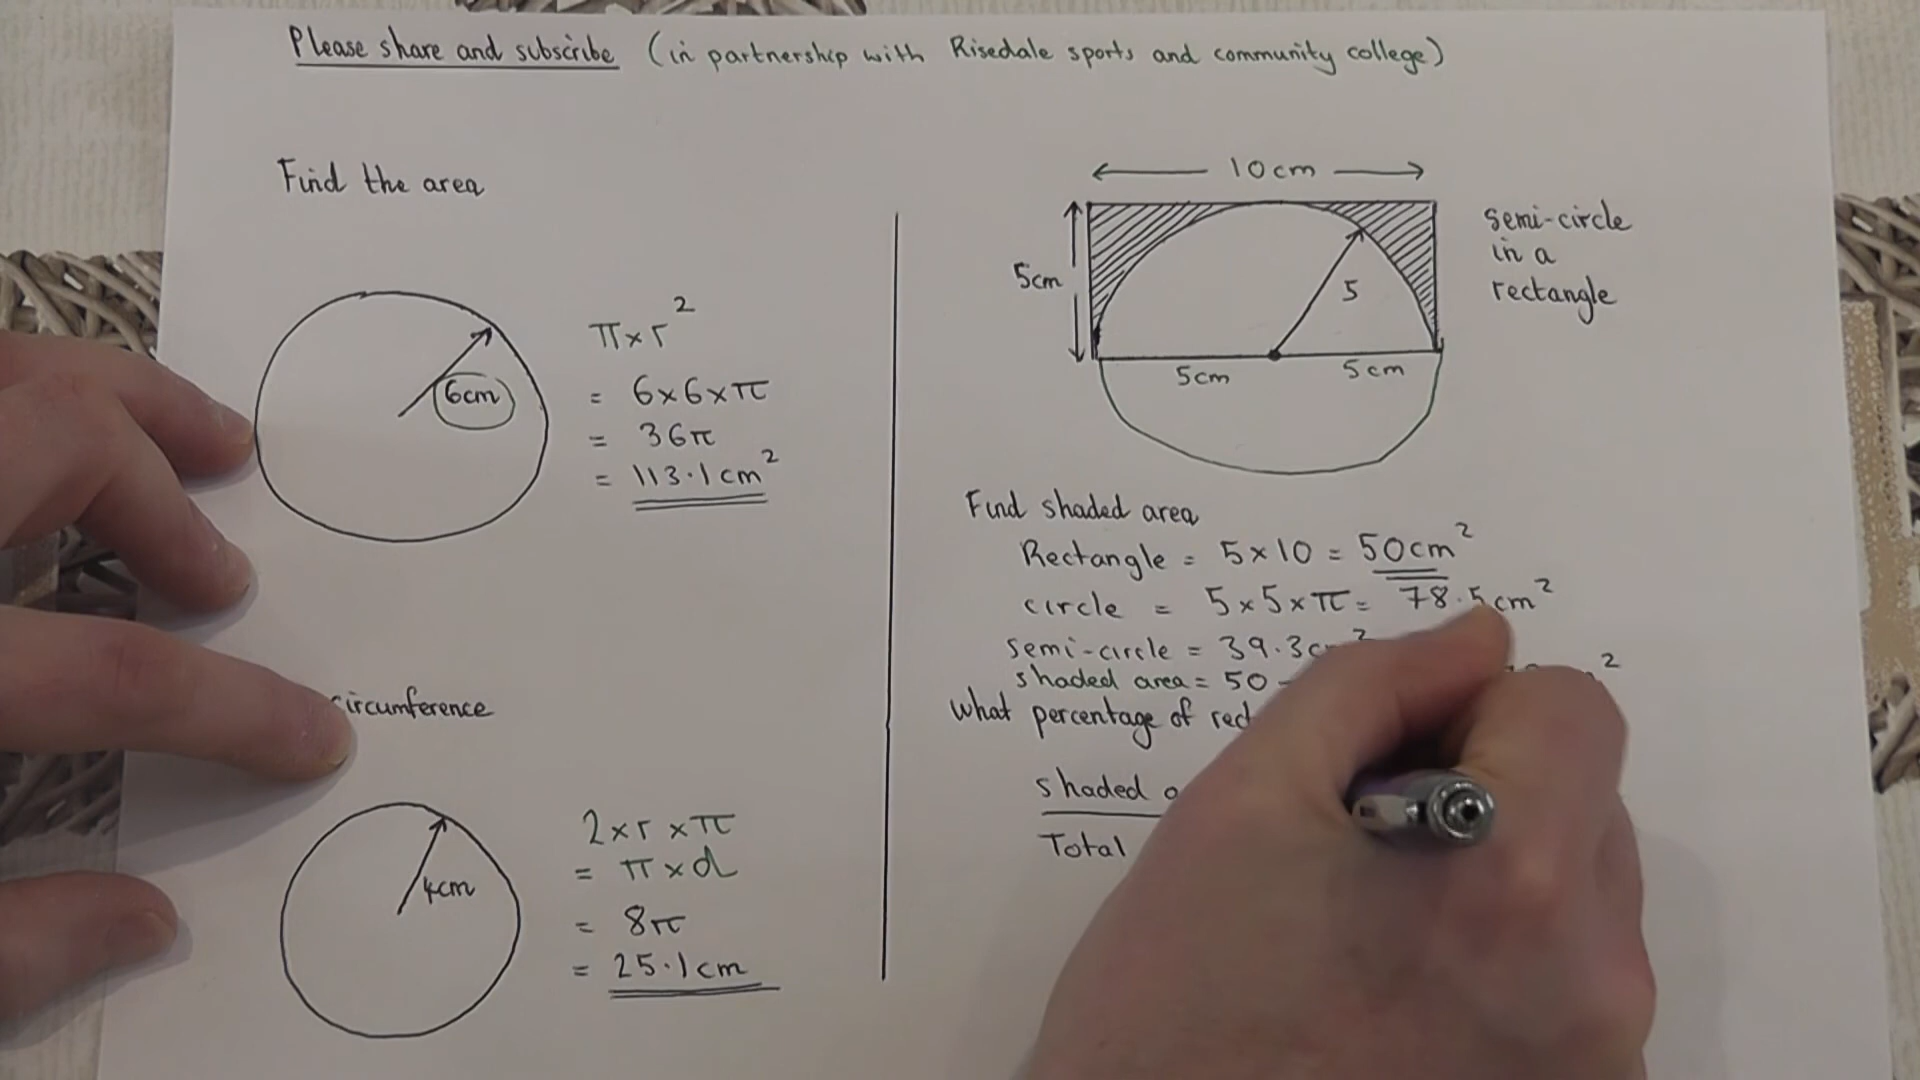 Please share and subscribe (in partnership with Risedale sports and community college)
Find the area
6cm
π×r²
= 6×6×π
= 36π
= 113.1cm²
circumference
4cm
2×r×π
= π×d
= 8π
= 25.1cm
10cm
5cm
5
5cm 5cm
semi-circle
in a
rectangle
Find shaded area
Rectangle = 5×10 = 50cm²
circle = 5×5×π = 78.5cm²
semi-circle = 39.3cm²
shaded area = 50 -
What percentage of
shaded
Total